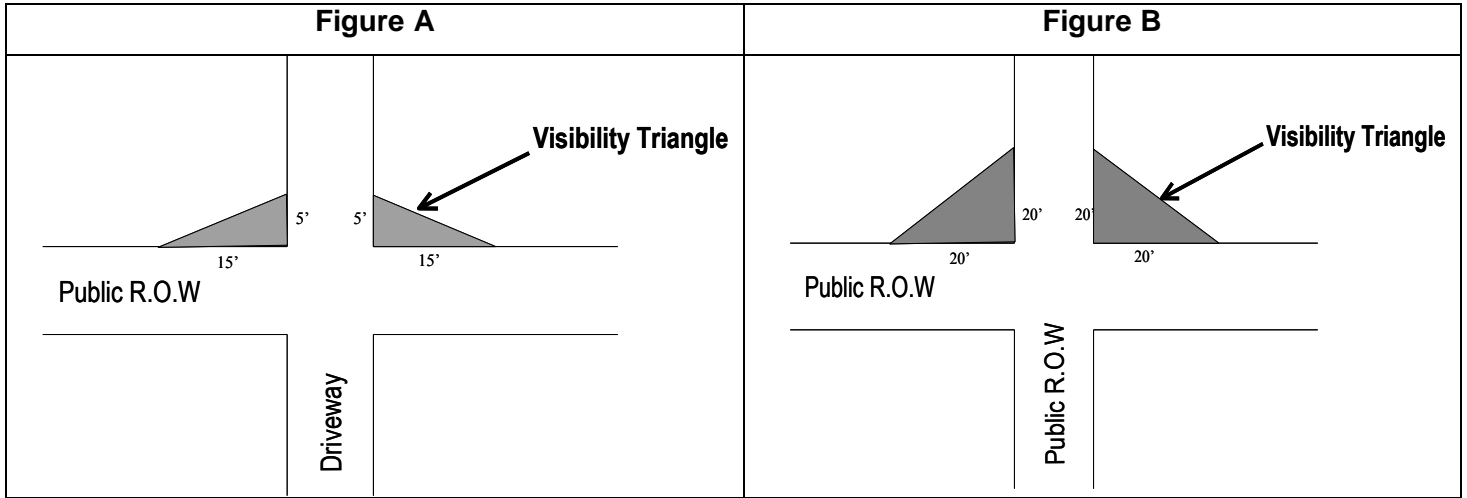 Figure A
Visibility Triangle
5’
5’
15’
15’
Public R.O.W
Driveway
Figure B
Visibility Triangle
20’
20’
20’
20’
Public R.O.W
Public R.O.W